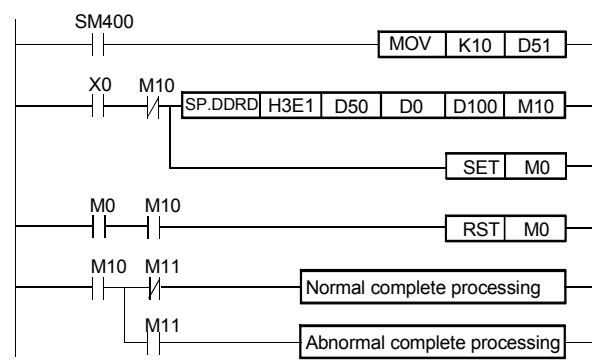 SM400
MOV K10 D51
X0 M10
SP.DDRD H3E1 D50 D0 D100 M10
SET M0
M0 M10
RST M0
M10 M11
Normal complete processing
M11
Abnormal complete processing